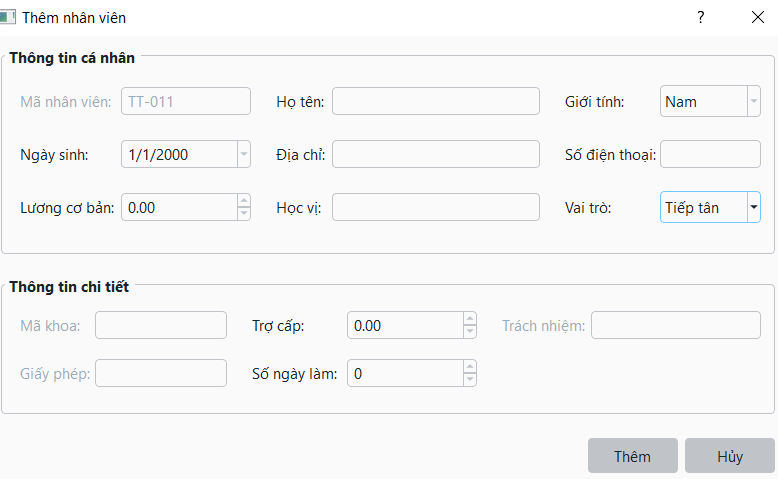 Thêm nhân viên ?
Thông tin cá nhân
Mã nhân viên: TT-011 Họ tên: Giới tính: Nam
Ngày sinh: 1/1/2000 Địa chỉ: Số điện thoại:
Lương cơ bản: 0.00 Học vị: Vai trò: Tiếp tân
Thông tin chi tiết
Mã khoa: Trợ cấp: 0.00 Trách nhiệm:
Giấy phép: Số ngày làm: 0
Thêm Hủy